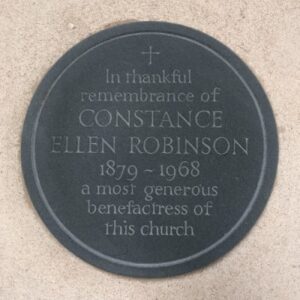 In thankful
remembrance of
CONSTANCE
ELLEN ROBINSON
1879 ~ 1968
a most generous
benefactress of
this church